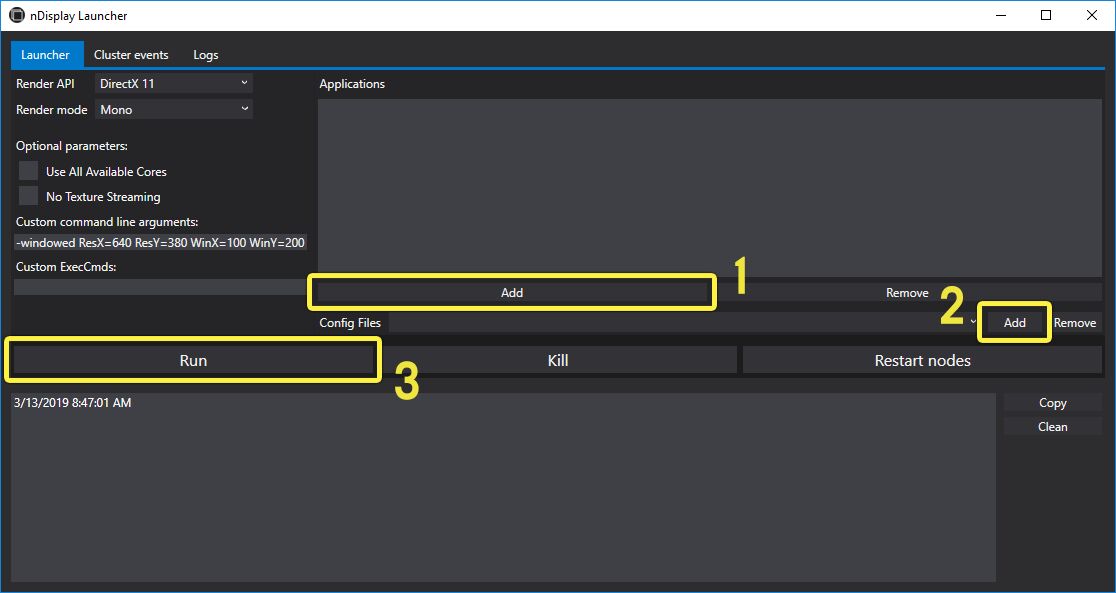 nDisplay Launcher
Launcher Cluster events Logs
Render API DirectX 11 Applications
Render mode Mono
Optional parameters:
Use All Available Cores
No Texture Streaming
Custom command line arguments:
-windowed ResX=640 ResY=380 WinX=100 WinY=200
Custom ExecCmds:
1
Add Remove
2
Config Files Add Remove
Run Kill Restart nodes
3
3/13/2019 8:47:01 AM Copy
Clean